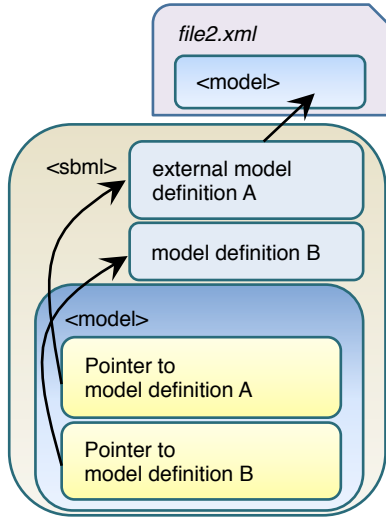 file2.xml
<model>
<sbml>
external model
definition A
model definition B
<model>
Pointer to
model definition A
Pointer to
model definition B